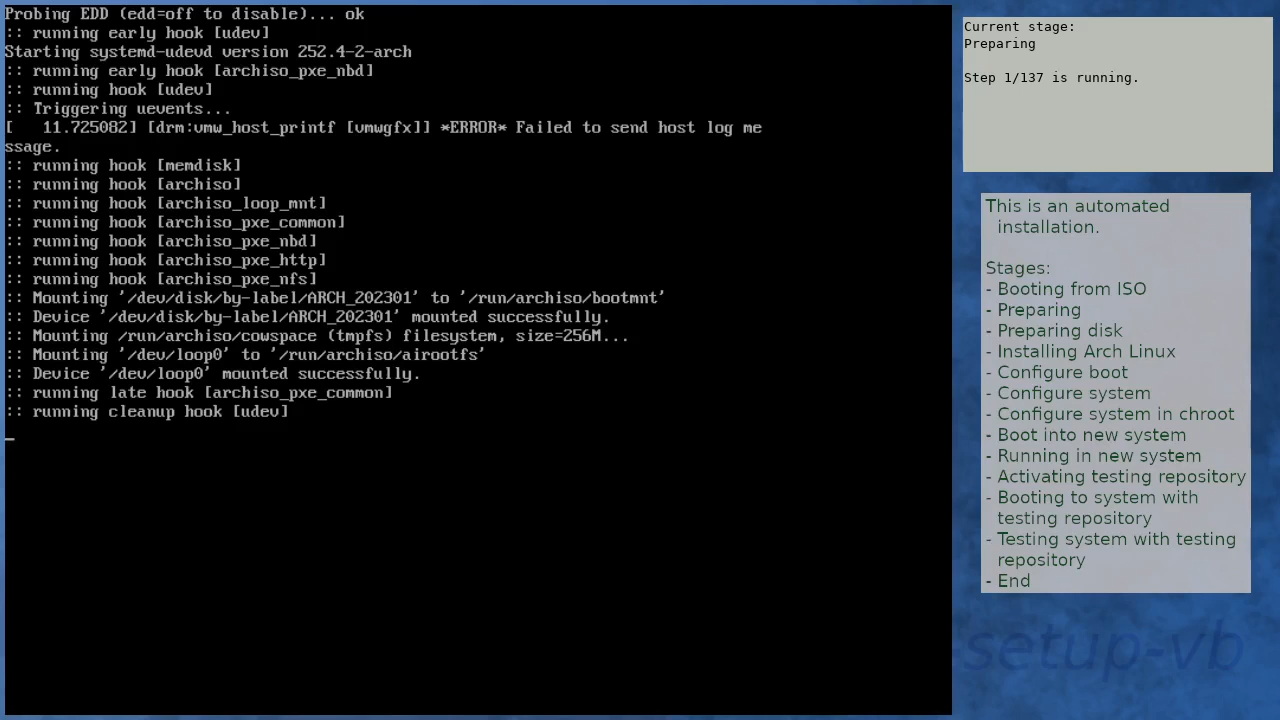 Probing EDD (edd=off to disable)... ok
:: running early hook [udev]
Starting systemd-udevd version 252.4-2-arch
:: running early hook [archiso_pxe_nbd]
:: running hook [udev]
:: Triggering uevents...
[   11.725082] [drm:vmw_host_printf [vmwgfx]] *ERROR* Failed to send host log me
ssage.
:: running hook [memdisk]
:: running hook [archiso]
:: running hook [archiso_loop_mnt]
:: running hook [archiso_pxe_common]
:: running hook [archiso_pxe_nbd]
:: running hook [archiso_pxe_http]
:: running hook [archiso_pxe_nfs]
:: Mounting '/dev/disk/by-label/ARCH_202301' to '/run/archiso/bootmnt'
:: Device '/dev/disk/by-label/ARCH_202301' mounted successfully.
:: Mounting /run/archiso/cowspace (tmpfs) filesystem, size=256M...
:: Mounting '/dev/loop0' to '/run/archiso/airootfs'
:: Device '/dev/loop0' mounted successfully.
:: running late hook [archiso_pxe_common]
:: running cleanup hook [udev]
Current stage:
Preparing
Step 1/137 is running.
This is an automated
installation.
Stages:
- Booting from ISO
- Preparing
- Preparing disk
- Installing Arch Linux
- Configure boot
- Configure system
- Configure system in chroot
- Boot into new system
- Running in new system
- Activating testing repository
- Booting to system with
testing repository
- Testing system with testing
repository
- End
-setup-vb